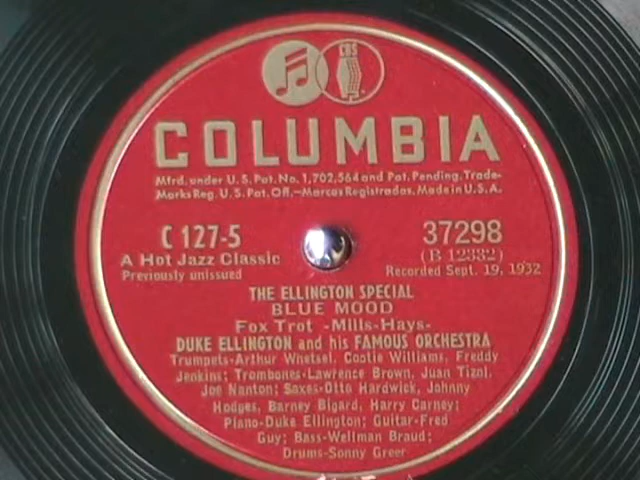 CBS
COLUMBIA
Mfrd. under U.S. Pat. No. 1,702,564 and Pat. Pending. Trade-
Marks Reg. U.S. Pat. Off.—Marcas Registradas. Made in U.S.A.
C 127-5
37298
A Hot Jazz Classic
(B 12332)
Previously unissued
Recorded Sept. 19, 1932
THE ELLINGTON SPECIAL
BLUE MOOD
Fox Trot -Mills-Hays-
DUKE ELLINGTON and his FAMOUS ORCHESTRA
Trumpets-Arthur Whetsel, Cootie Williams, Freddy
Jenkins; Trombones-Lawrence Brown, Juan Tizol,
Joe Nanton; Saxes-Otto Hardwick, Johnny
Hodges, Barney Bigard, Harry Carney;
Piano-Duke Ellington; Guitar-Fred
Guy; Bass-Wellman Braud;
Drums-Sonny Greer